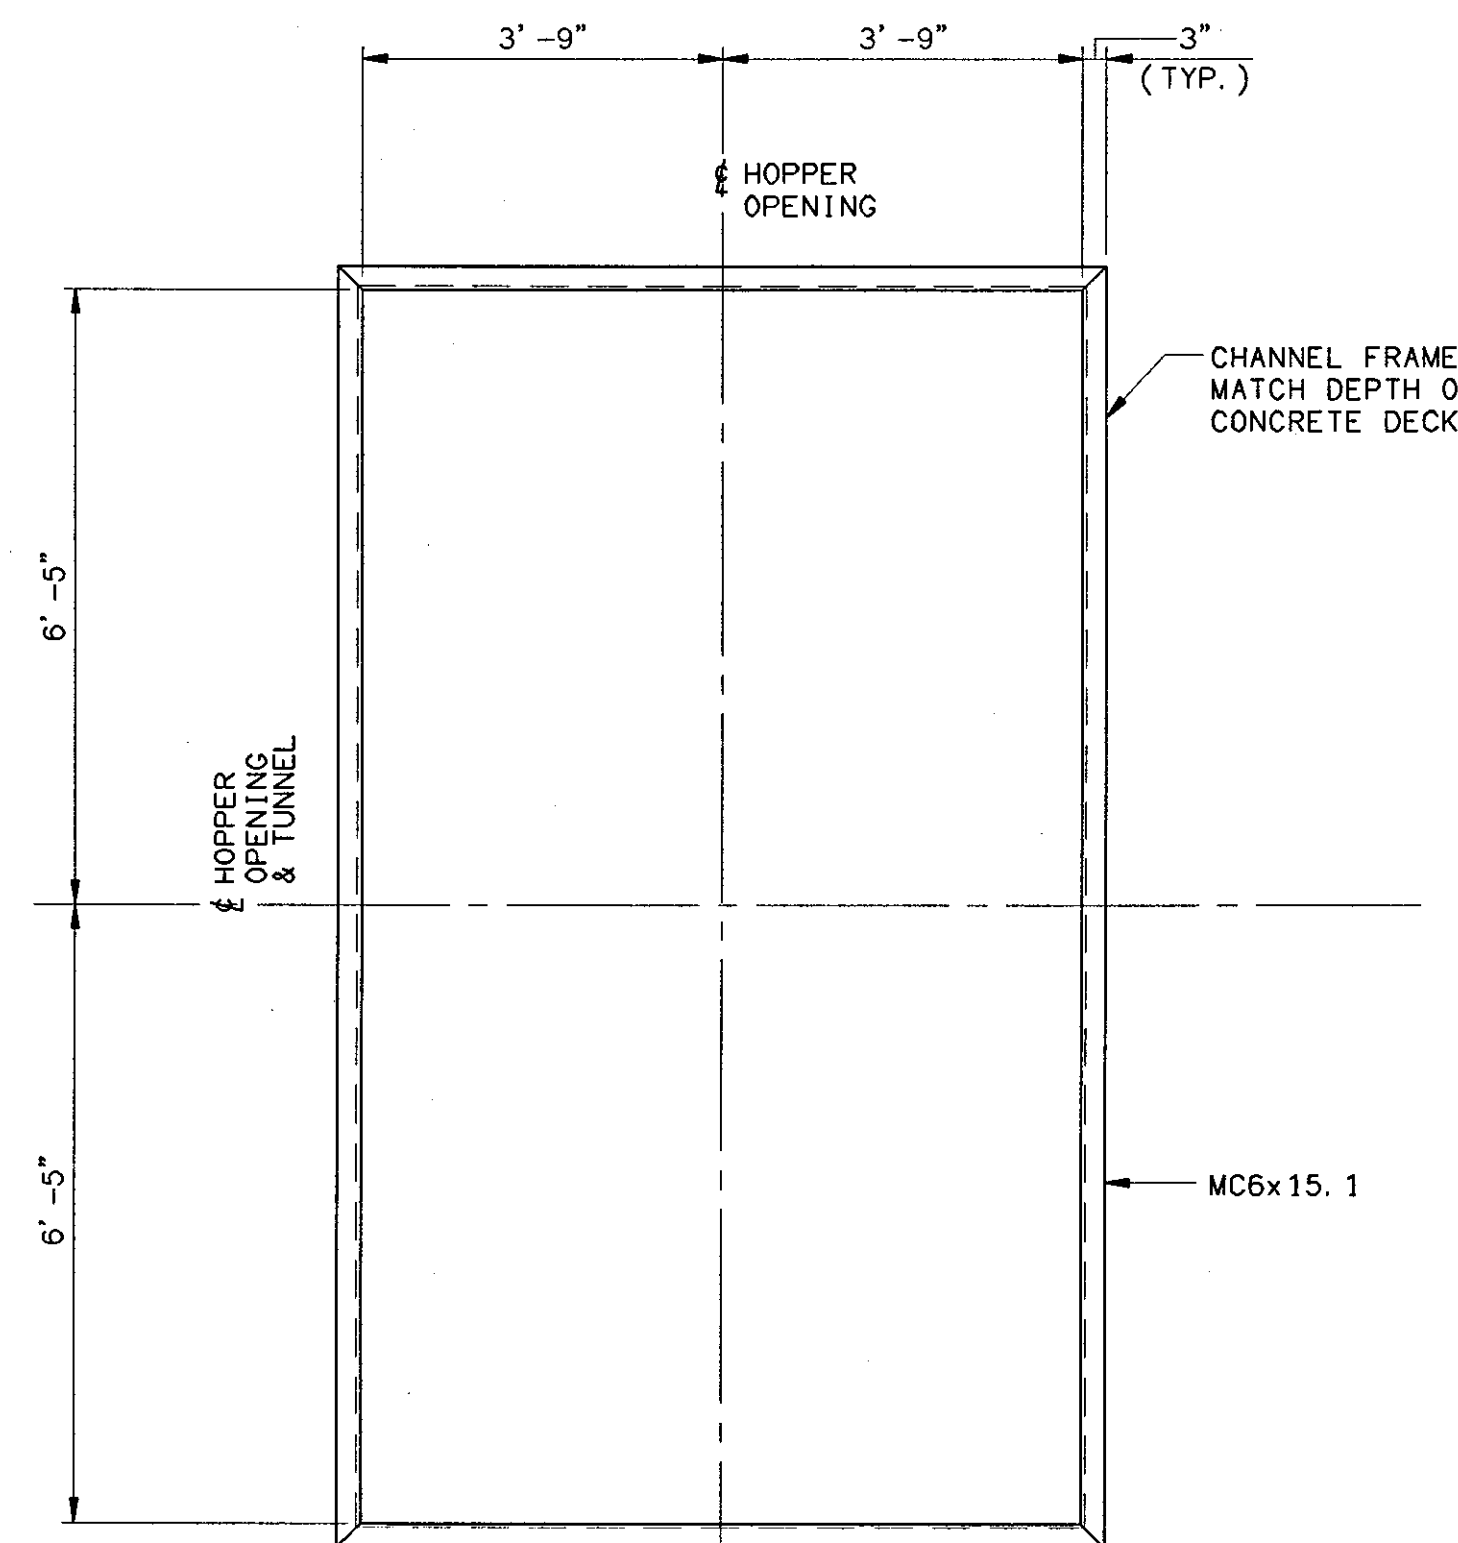 3'-9"
3'-9"
3"
(TYP.)
℄ HOPPER
OPENING
CHANNEL FRAME
MATCH DEPTH O
CONCRETE DECK
6'-5"
℄ HOPPER
OPENING
& TUNNEL
6'-5"
MC6x15.1